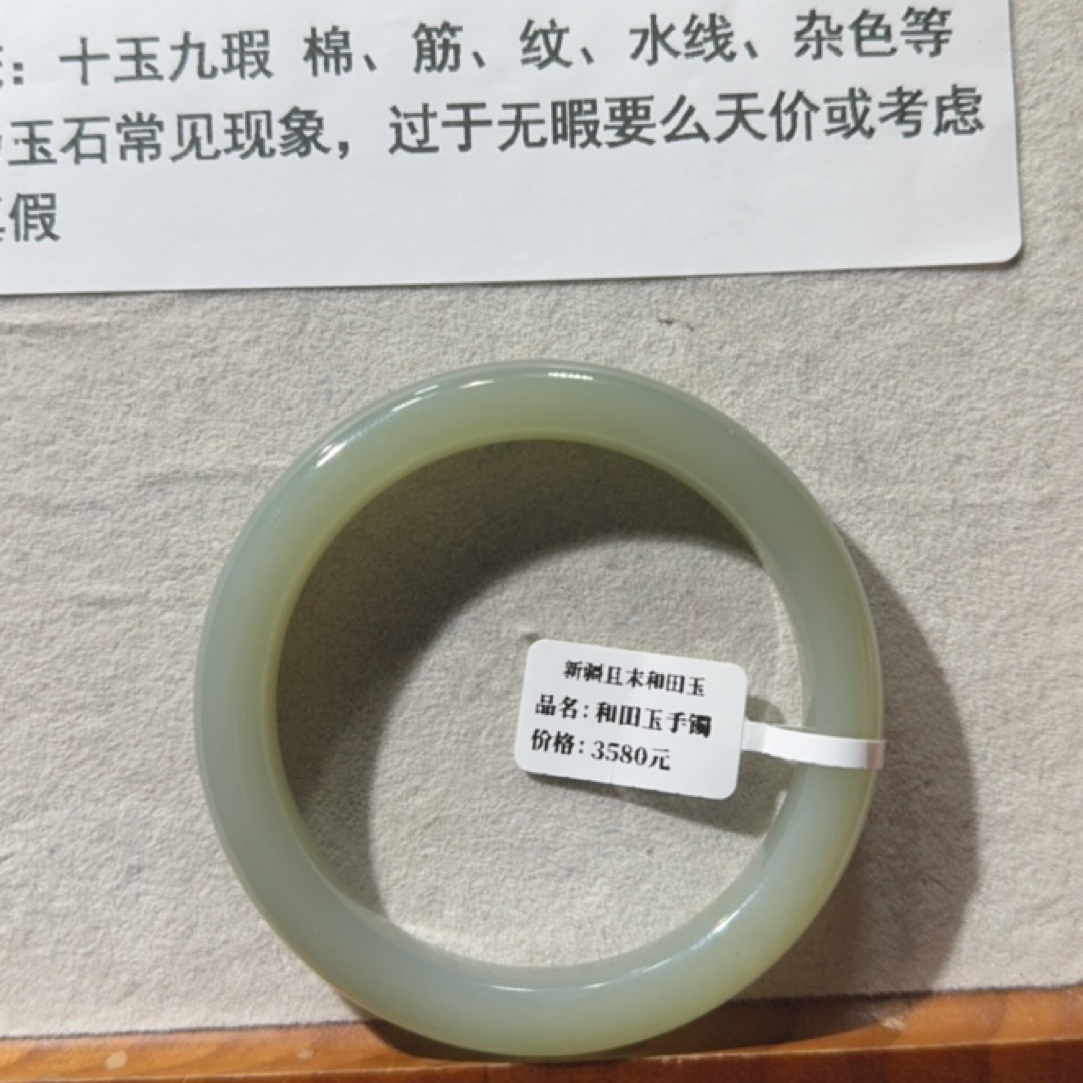 ：十玉九瑕 棉、筋、纹、水线、杂色等
玉石常见现象，过于无暇要么天价或考虑
假
新疆且末和田玉
品名：和田玉手镯
价格：3580元